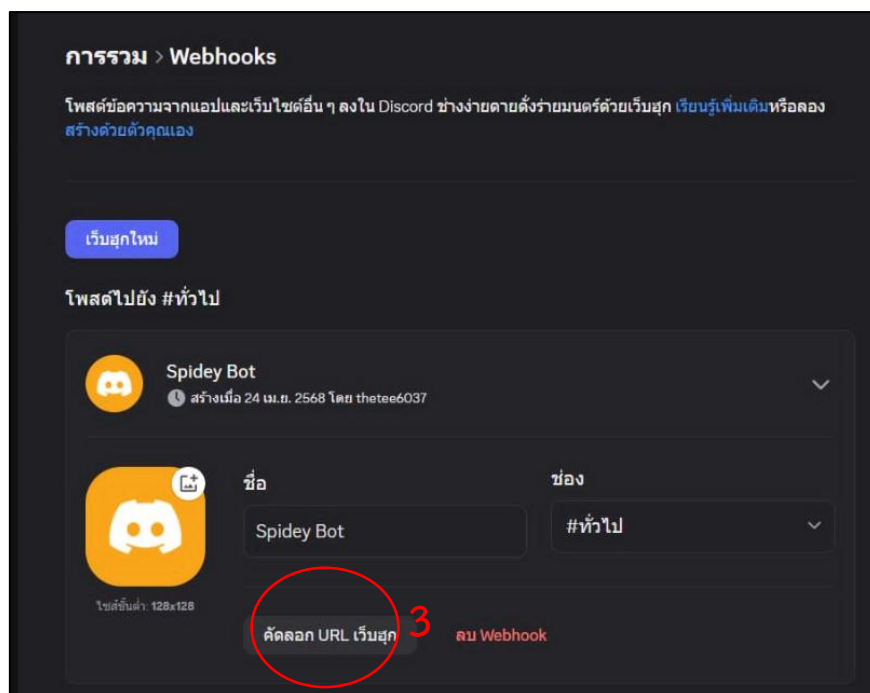 การรวม > Webhooks
โพสต์ข้อความจากแอปและเว็บไซต์อื่น ๆ ลงใน Discord ช่างง่ายดายดั่งร่ายมนตร์ด้วยเว็บฮุก เรียนรู้เพิ่มเติมหรือลอง
สร้างด้วยตัวคุณเอง
เว็บฮุกใหม่
โพสต์ไปยัง #ทั่วไป
Spidey Bot
สร้างเมื่อ 24 เม.ย. 2568 โดย thetee6037
ชื่อ
ช่อง
Spidey Bot
#ทั่วไป
ไซส์ขั้นต่ำ: 128x128
คัดลอก URL เว็บฮุก 3
ลบ Webhook